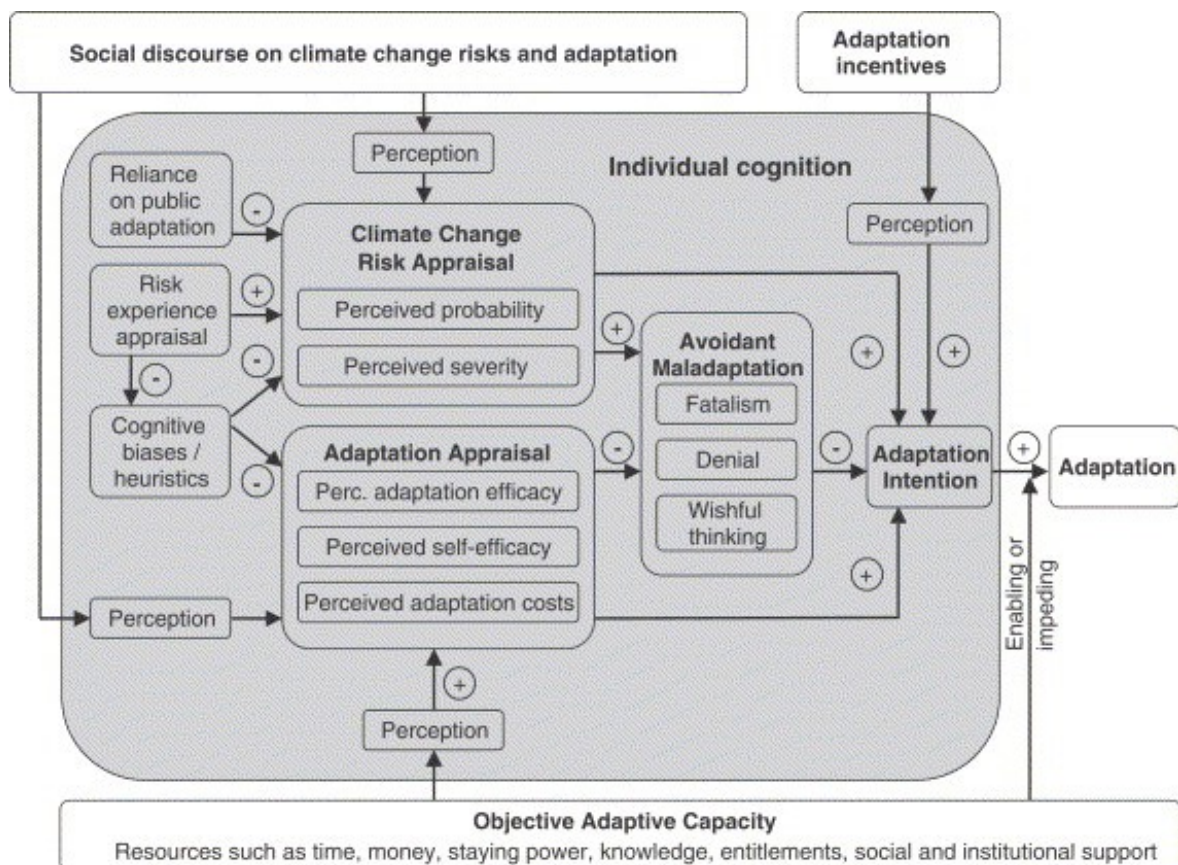 Social discourse on climate change risks and adaptation
Adaptation
incentives
Perception
Individual cognition
Reliance
on public
adaptation
-
Climate Change
Risk Appraisal
Perception
Risk
experience
appraisal
+
Perceived probability
Perceived severity
+
Avoidant
Maladaptation
Fatalism
Denial
Wishful
thinking
+
+
-
-
Cognitive
biases /
heuristics
-
Adaptation Appraisal
Perc. adaptation efficacy
Perceived self-efficacy
Perceived adaptation costs
-
-
Adaptation
Intention
+
Adaptation
+
Perception
Enabling or
impeding
+
Perception
Objective Adaptive Capacity
Resources such as time, money, staying power, knowledge, entitlements, social and institutional support